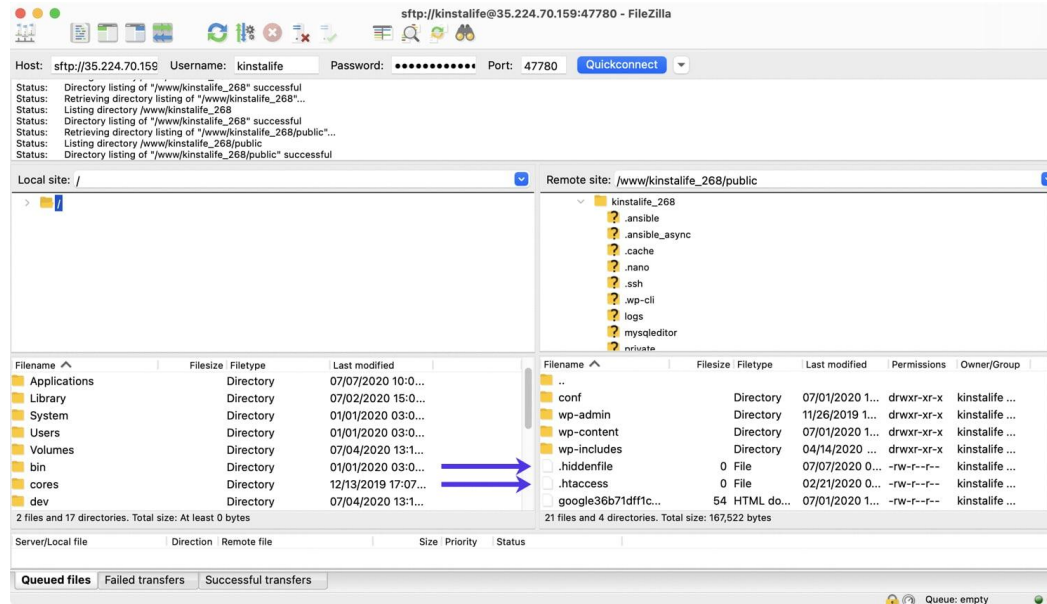 sftp://kinstalife@35.224.70.159:47780 - FileZilla
Host: sftp://35.224.70.159 Username: kinstalife Password: ●●●●●●●●●●●●● Port: 47780 Quickconnect
Status: Directory listing of "/www/kinstalife_268" successful
Status: Retrieving directory listing of "/www/kinstalife_268"...
Status: Listing directory /www/kinstalife_268
Status: Directory listing of "/www/kinstalife_268" successful
Status: Retrieving directory listing of "/www/kinstalife_268/public"...
Status: Listing directory /www/kinstalife_268/public
Status: Directory listing of "/www/kinstalife_268/public" successful
Local site: /
/
Remote site: /www/kinstalife_268/public
kinstalife_268
.ansible
.ansible_async
.cache
.nano
.ssh
.wp-cli
logs
mysqleditor
private
Filename Filesize Filetype Last modified
Applications Directory 07/07/2020 10:0...
Library Directory 07/02/2020 15:0...
System Directory 01/01/2020 03:0...
Users Directory 01/01/2020 03:0...
Volumes Directory 07/04/2020 13:1...
bin Directory 01/01/2020 03:0...
cores Directory 12/13/2019 17:07...
dev Directory 07/04/2020 13:1...
2 files and 17 directories. Total size: At least 0 bytes
Filename Filesize Filetype Last modified Permissions Owner/Group
..
conf Directory 07/01/2020 1... drwxr-xr-x kinstalife ...
wp-admin Directory 11/26/2019 1... drwxr-xr-x kinstalife ...
wp-content Directory 07/01/2020 1... drwxr-xr-x kinstalife ...
wp-includes Directory 04/14/2020 ... drwxr-xr-x kinstalife ...
.hiddenfile 0 File 07/07/2020 0... -rw-r--r-- kinstalife ...
.htaccess 0 File 02/21/2020 0... -rw-r--r-- kinstalife ...
google36b71dff1c... 54 HTML do... 07/01/2020 1... -rw-r--r-- kinstalife ...
21 files and 4 directories. Total size: 167,522 bytes
Server/Local file Direction Remote file Size Priority Status
Queued files Failed transfers Successful transfers
Queue: empty